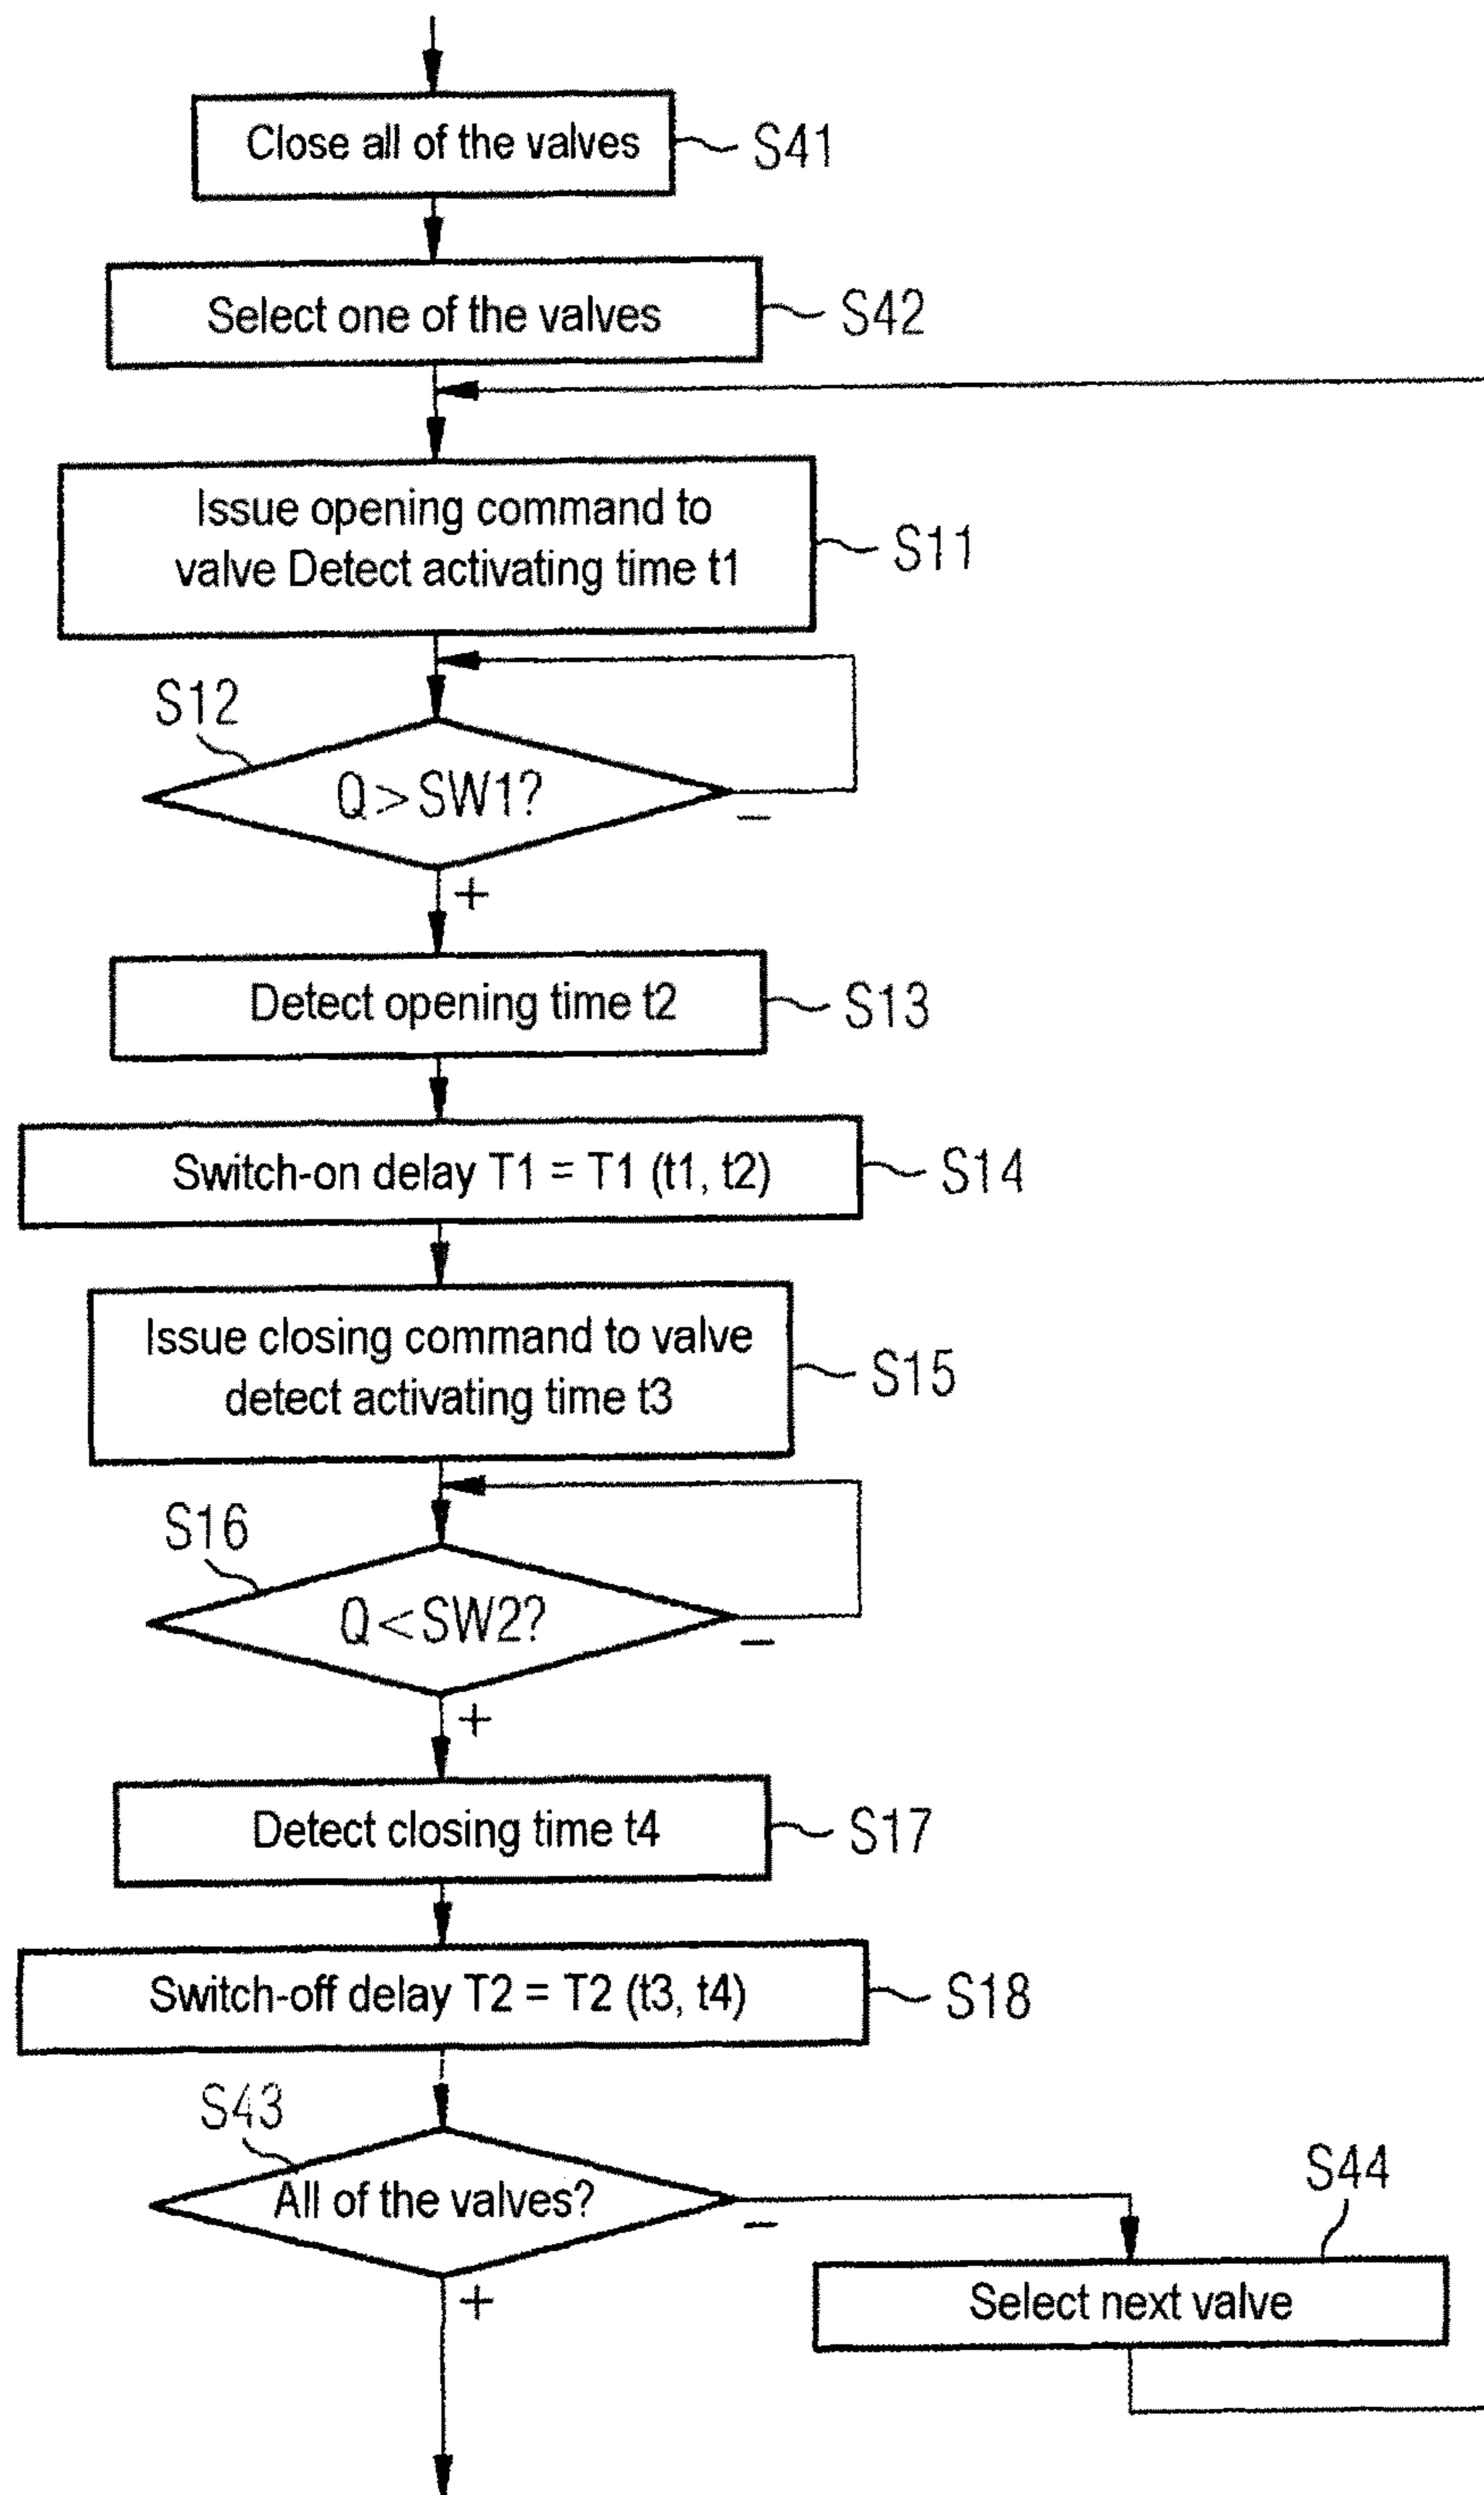 Close all of the valves
S41
Select one of the valves
S42
Issue opening command to
valve Detect activating time t1
S11
S12
Q > SW1?
−
+
Detect opening time t2
S13
Switch-on delay T1 = T1 (t1, t2)
S14
Issue closing command to valve
detect activating time t3
S15
S16
Q < SW2?
−
+
Detect closing time t4
S17
Switch-off delay T2 = T2 (t3, t4)
S18
S43
All of the valves?
−
+
S44
Select next valve